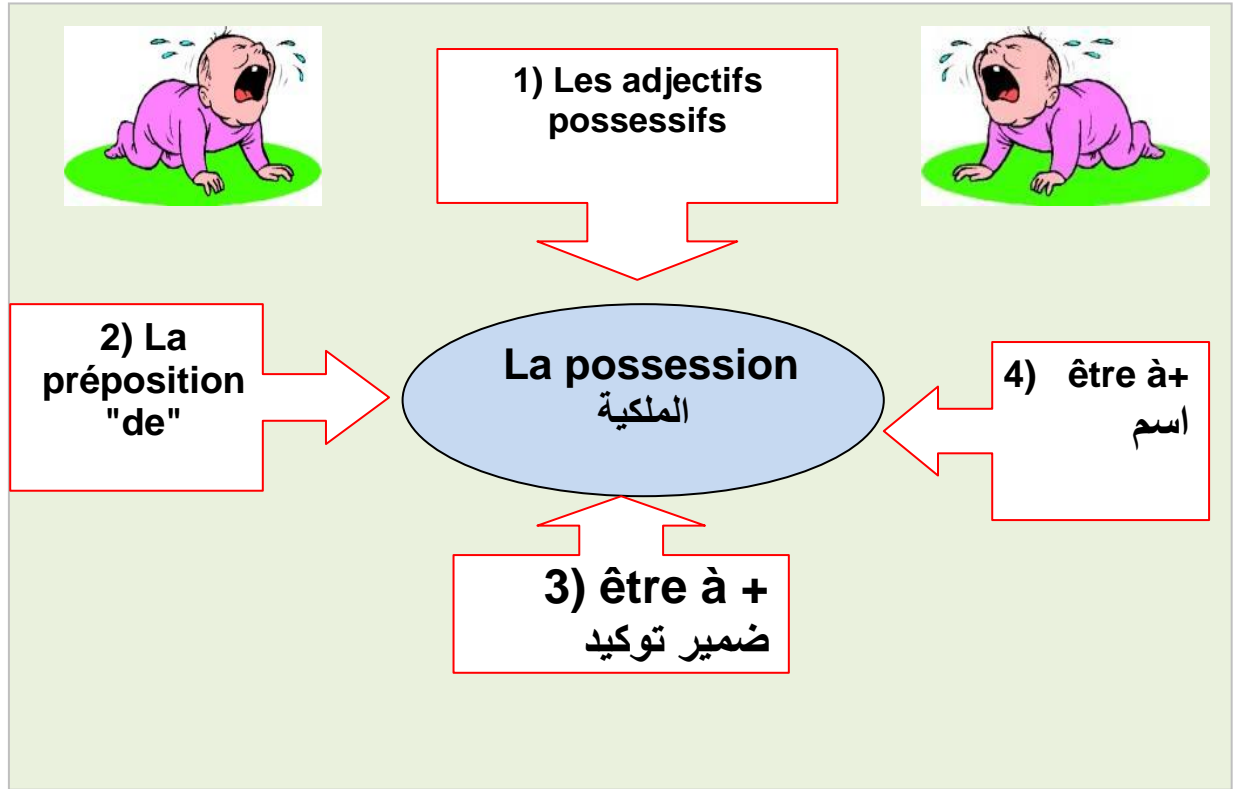 1) Les adjectifs
possessifs
2) La
préposition
"de"
La possession
الملكية
4) être à+
اسم
3) être à +
ضمير توكيد